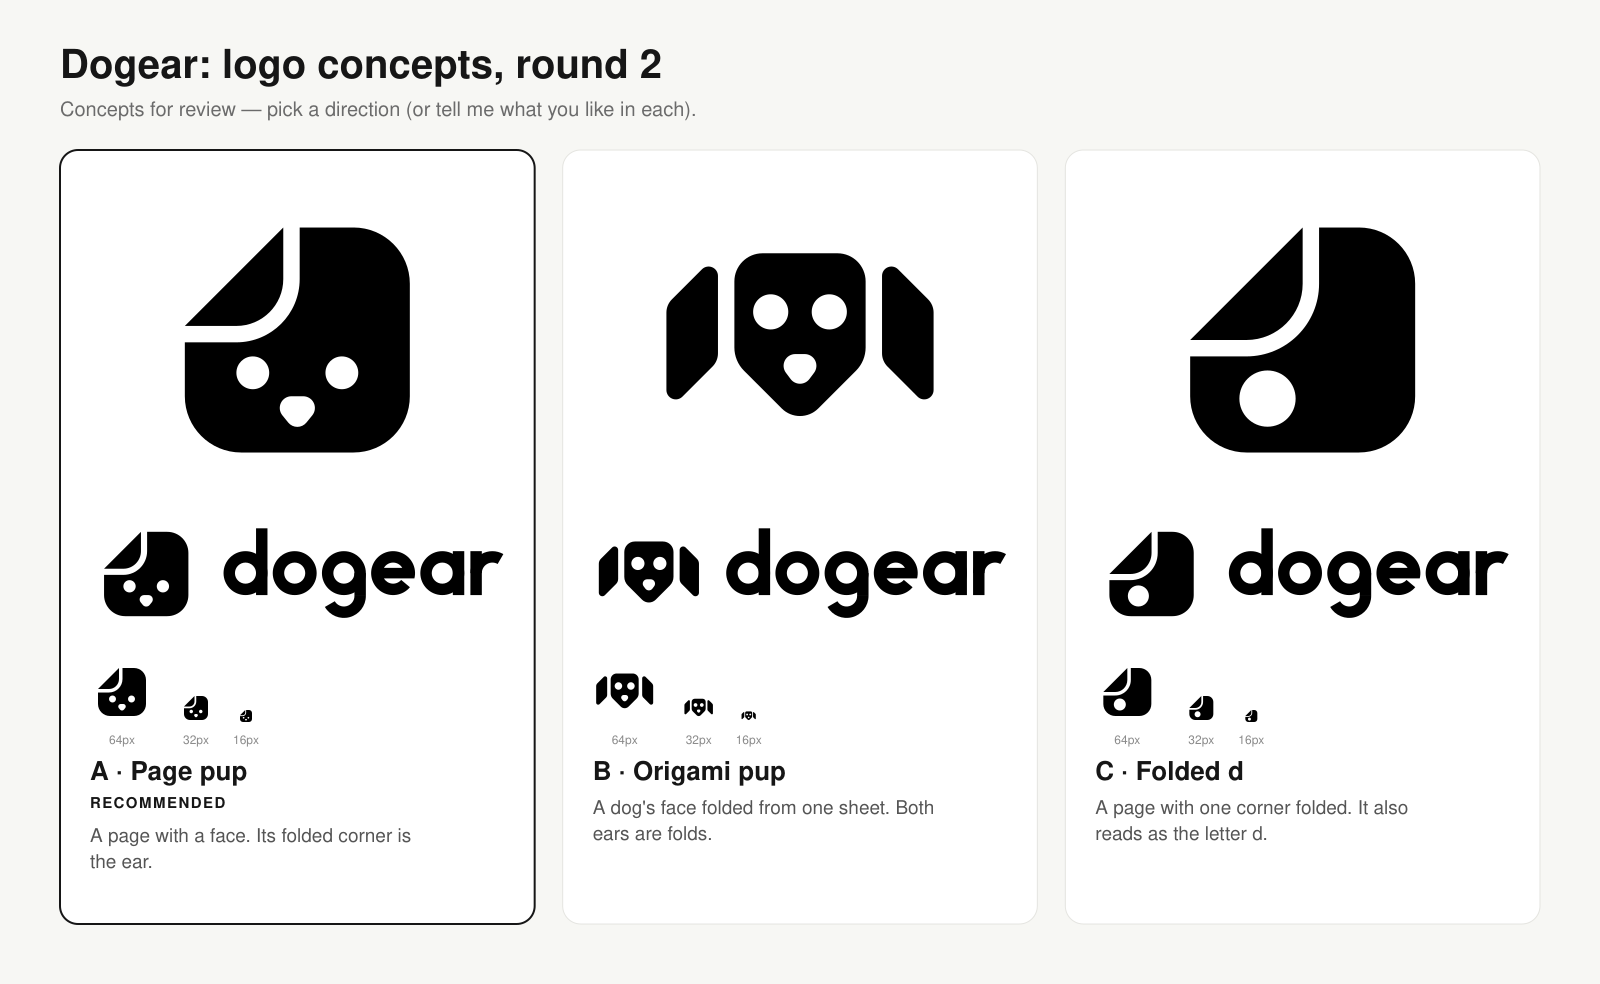 Dogear: logo concepts, round 2
Concepts for review — pick a direction (or tell me what you like in each).
dogear
64px 32px 16px
A · Page pup
RECOMMENDED
A page with a face. Its folded corner is
the ear.
dogear
64px 32px 16px
B · Origami pup
A dog's face folded from one sheet. Both
ears are folds.
dogear
64px 32px 16px
C · Folded d
A page with one corner folded. It also
reads as the letter d.